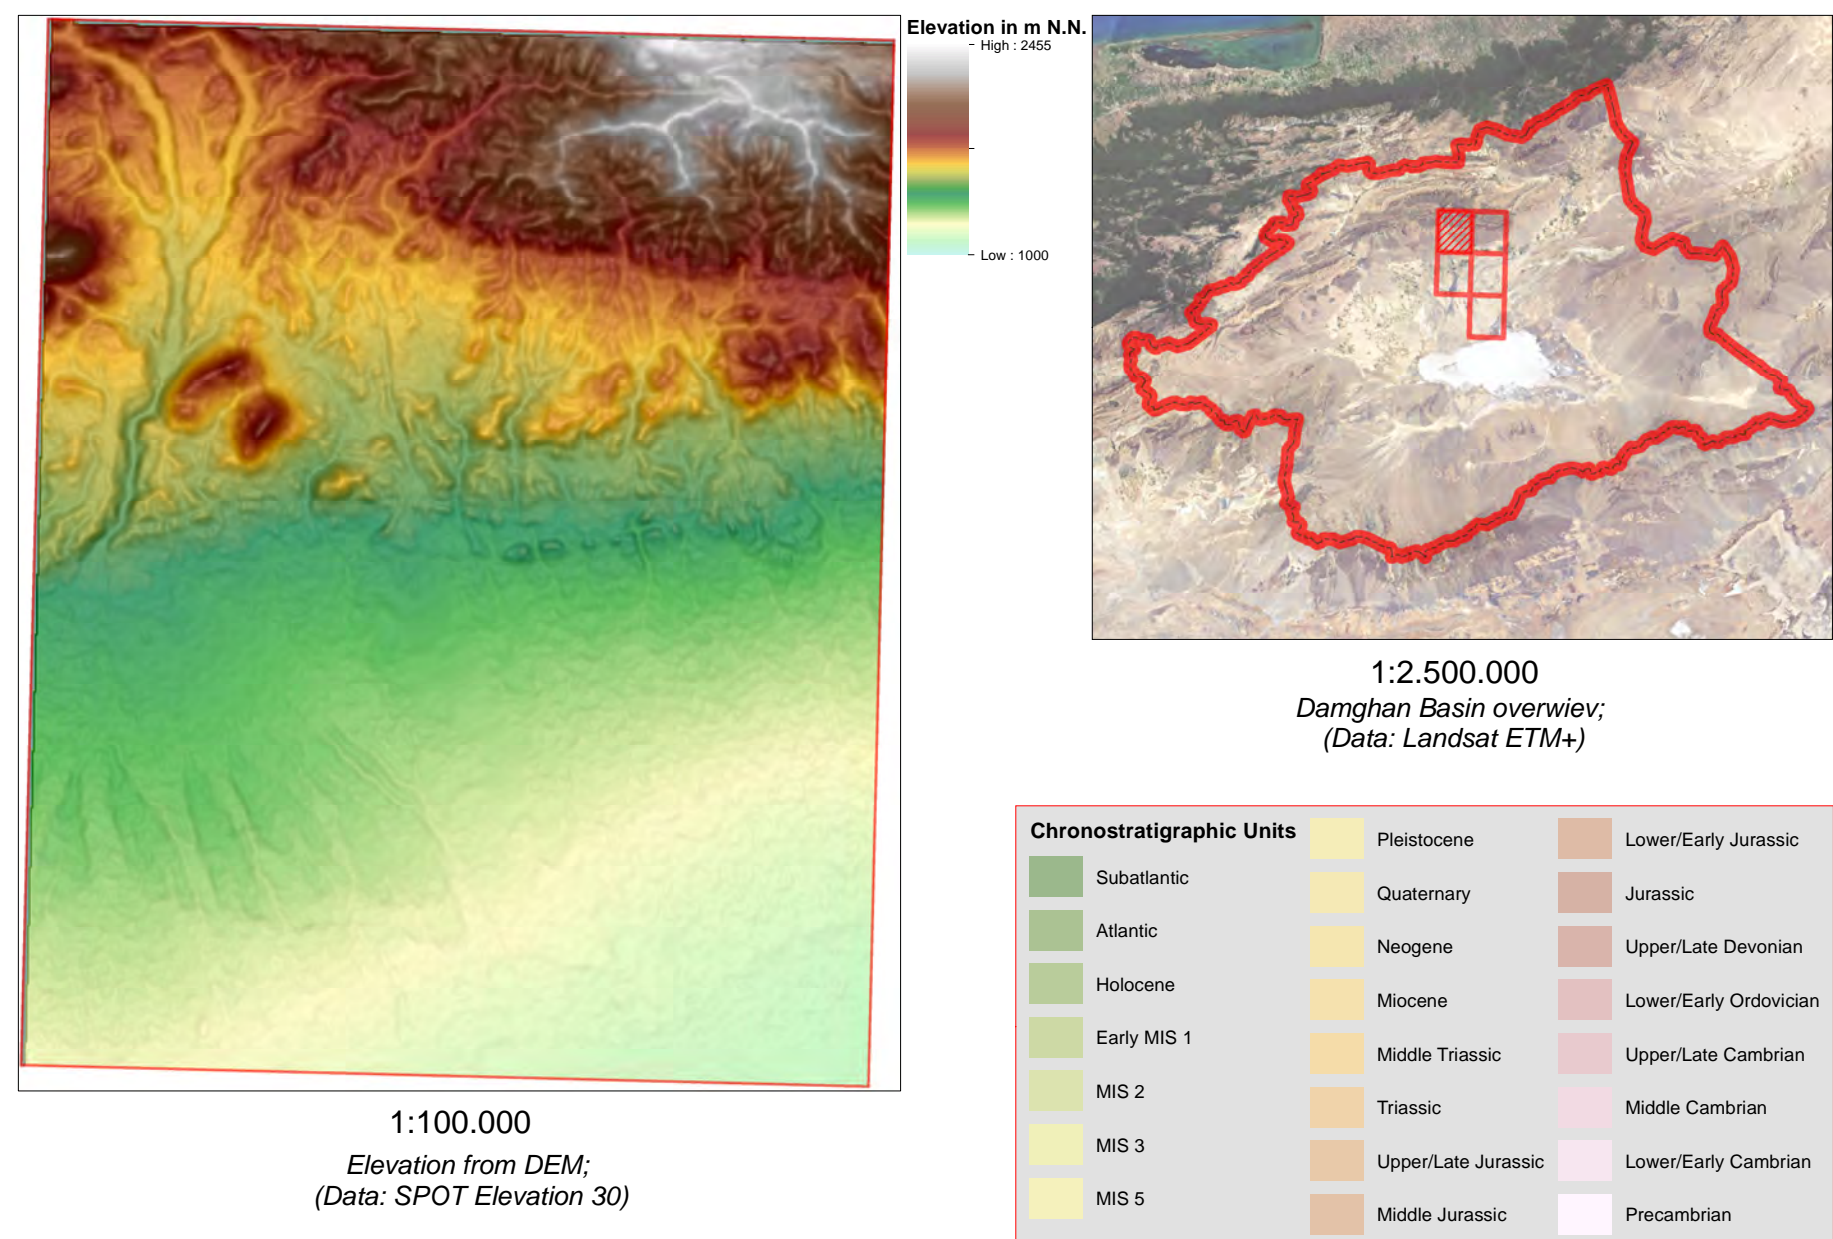 Elevation in m N.N.
High : 2455
Low : 1000
1:100.000
Elevation from DEM;
(Data: SPOT Elevation 30)
1:2.500.000
Damghan Basin overwiev;
(Data: Landsat ETM+)
Chronostratigraphic Units
Subatlantic
Atlantic
Holocene
Early MIS 1
MIS 2
MIS 3
MIS 5
Pleistocene
Quaternary
Neogene
Miocene
Middle Triassic
Triassic
Upper/Late Jurassic
Middle Jurassic
Lower/Early Jurassic
Jurassic
Upper/Late Devonian
Lower/Early Ordovician
Upper/Late Cambrian
Middle Cambrian
Lower/Early Cambrian
Precambrian